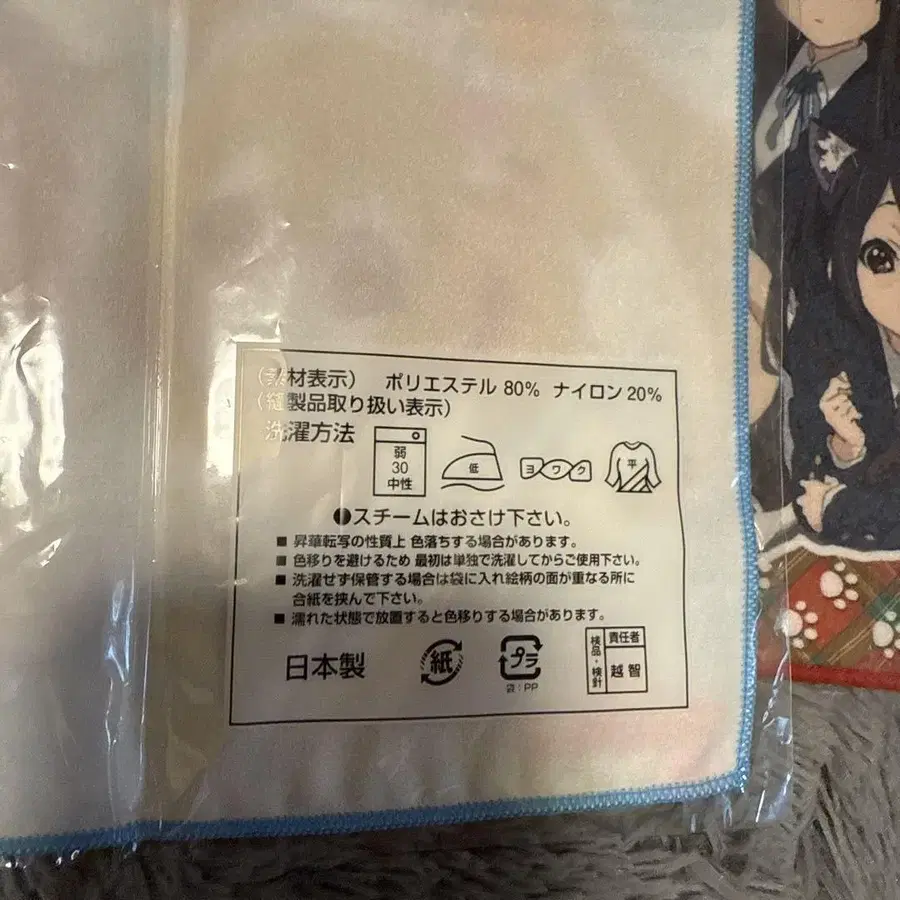 (素材表示) ポリエステル 80% ナイロン 20%
(縫製品取り扱い表示)
洗濯方法
弱
30
中性
低
ヨワク
平
●スチームはおさけ下さい。
■ 昇華転写の性質上 色落ちする場合があります。
■ 色移りを避けるため 最初は単独で洗濯してからご使用下さい。
■ 洗濯せず保管する場合は袋に入れ絵柄の面が重なる所に
合紙を挟んで下さい。
■ 濡れた状態で放置すると色移りする場合があります。
日本製
紙
プラ
袋:PP
検品・検針
責任者
越智